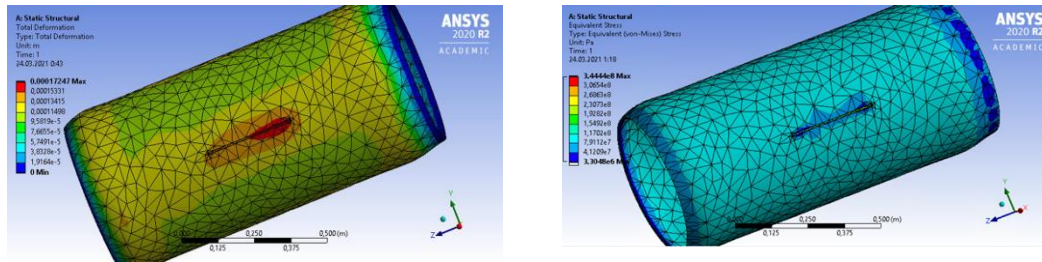 A: Static Structural
Total Deformation
Type: Total Deformation
Unit: m
Time: 1
24.03.2021 0:43
0,00017247 Max
0,00015331
0,00013415
0,00011498
9,5819e-5
7,6655e-5
5,7491e-5
3,8328e-5
1,9164e-5
0 Min
ANSYS
2020 R2
ACADEMIC
0,000
0,250
0,500 (m)
0,125
0,375
Y
Z
A: Static Structural
Equivalent Stress
Type: Equivalent (von-Mises) Stress
Unit: Pa
Time: 1
24.03.2021 1:18
3,4444e8 Max
3,0654e8
2,6863e8
2,3073e8
1,9282e8
1,5492e8
1,1702e8
7,9112e7
4,1209e7
3,3048e6 Min
ANSYS
2020 R2
ACADEMIC
0,000
0,250
0,500 (m)
0,125
0,375
Y
X
Z